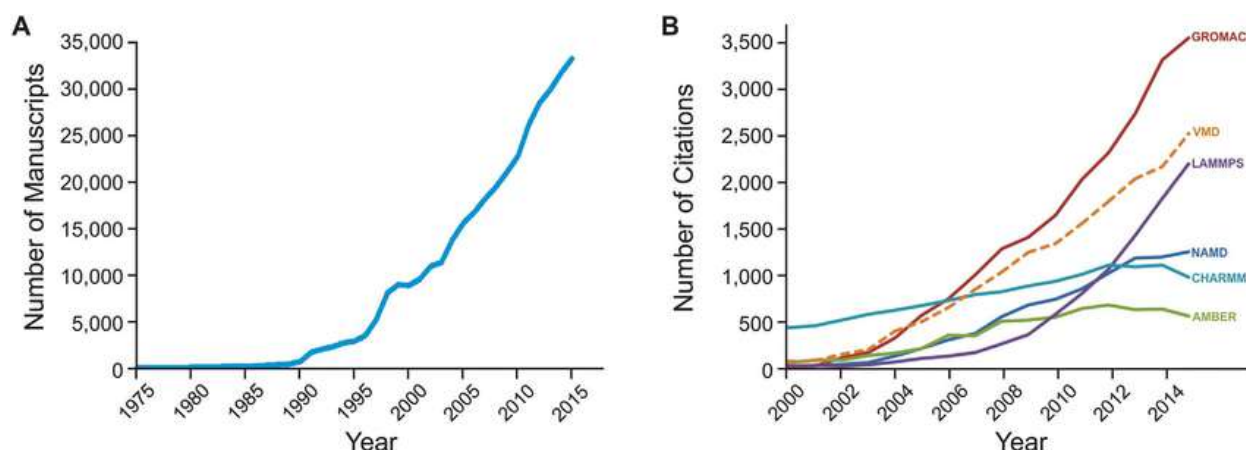 A
35,000
30,000
25,000
20,000
15,000
10,000
5,000
0
Number of Manuscripts
1975
1980
1985
1990
1995
2000
2005
2010
2015
Year
B
3,500
3,000
2,500
2,000
1,500
1,000
500
0
Number of Citations
2000
2002
2004
2006
2008
2010
2012
2014
Year
GROMAC
VMD
LAMMPS
NAMD
CHARMM
AMBER